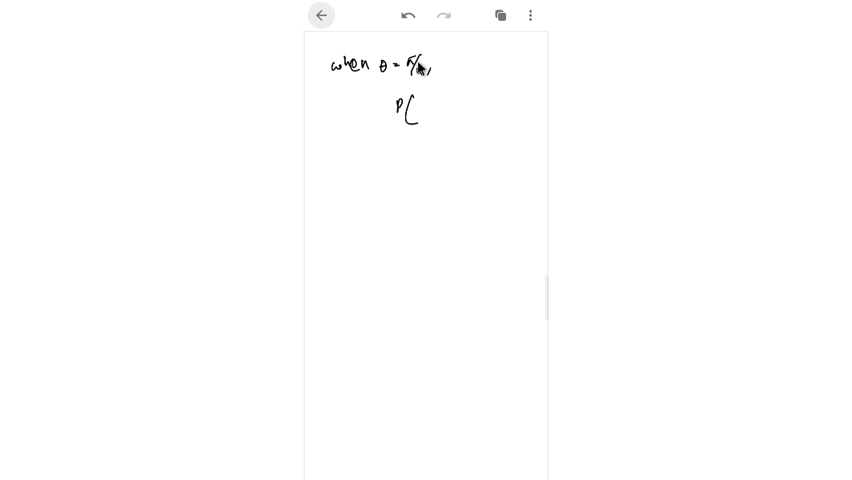 when θ = π/
P(